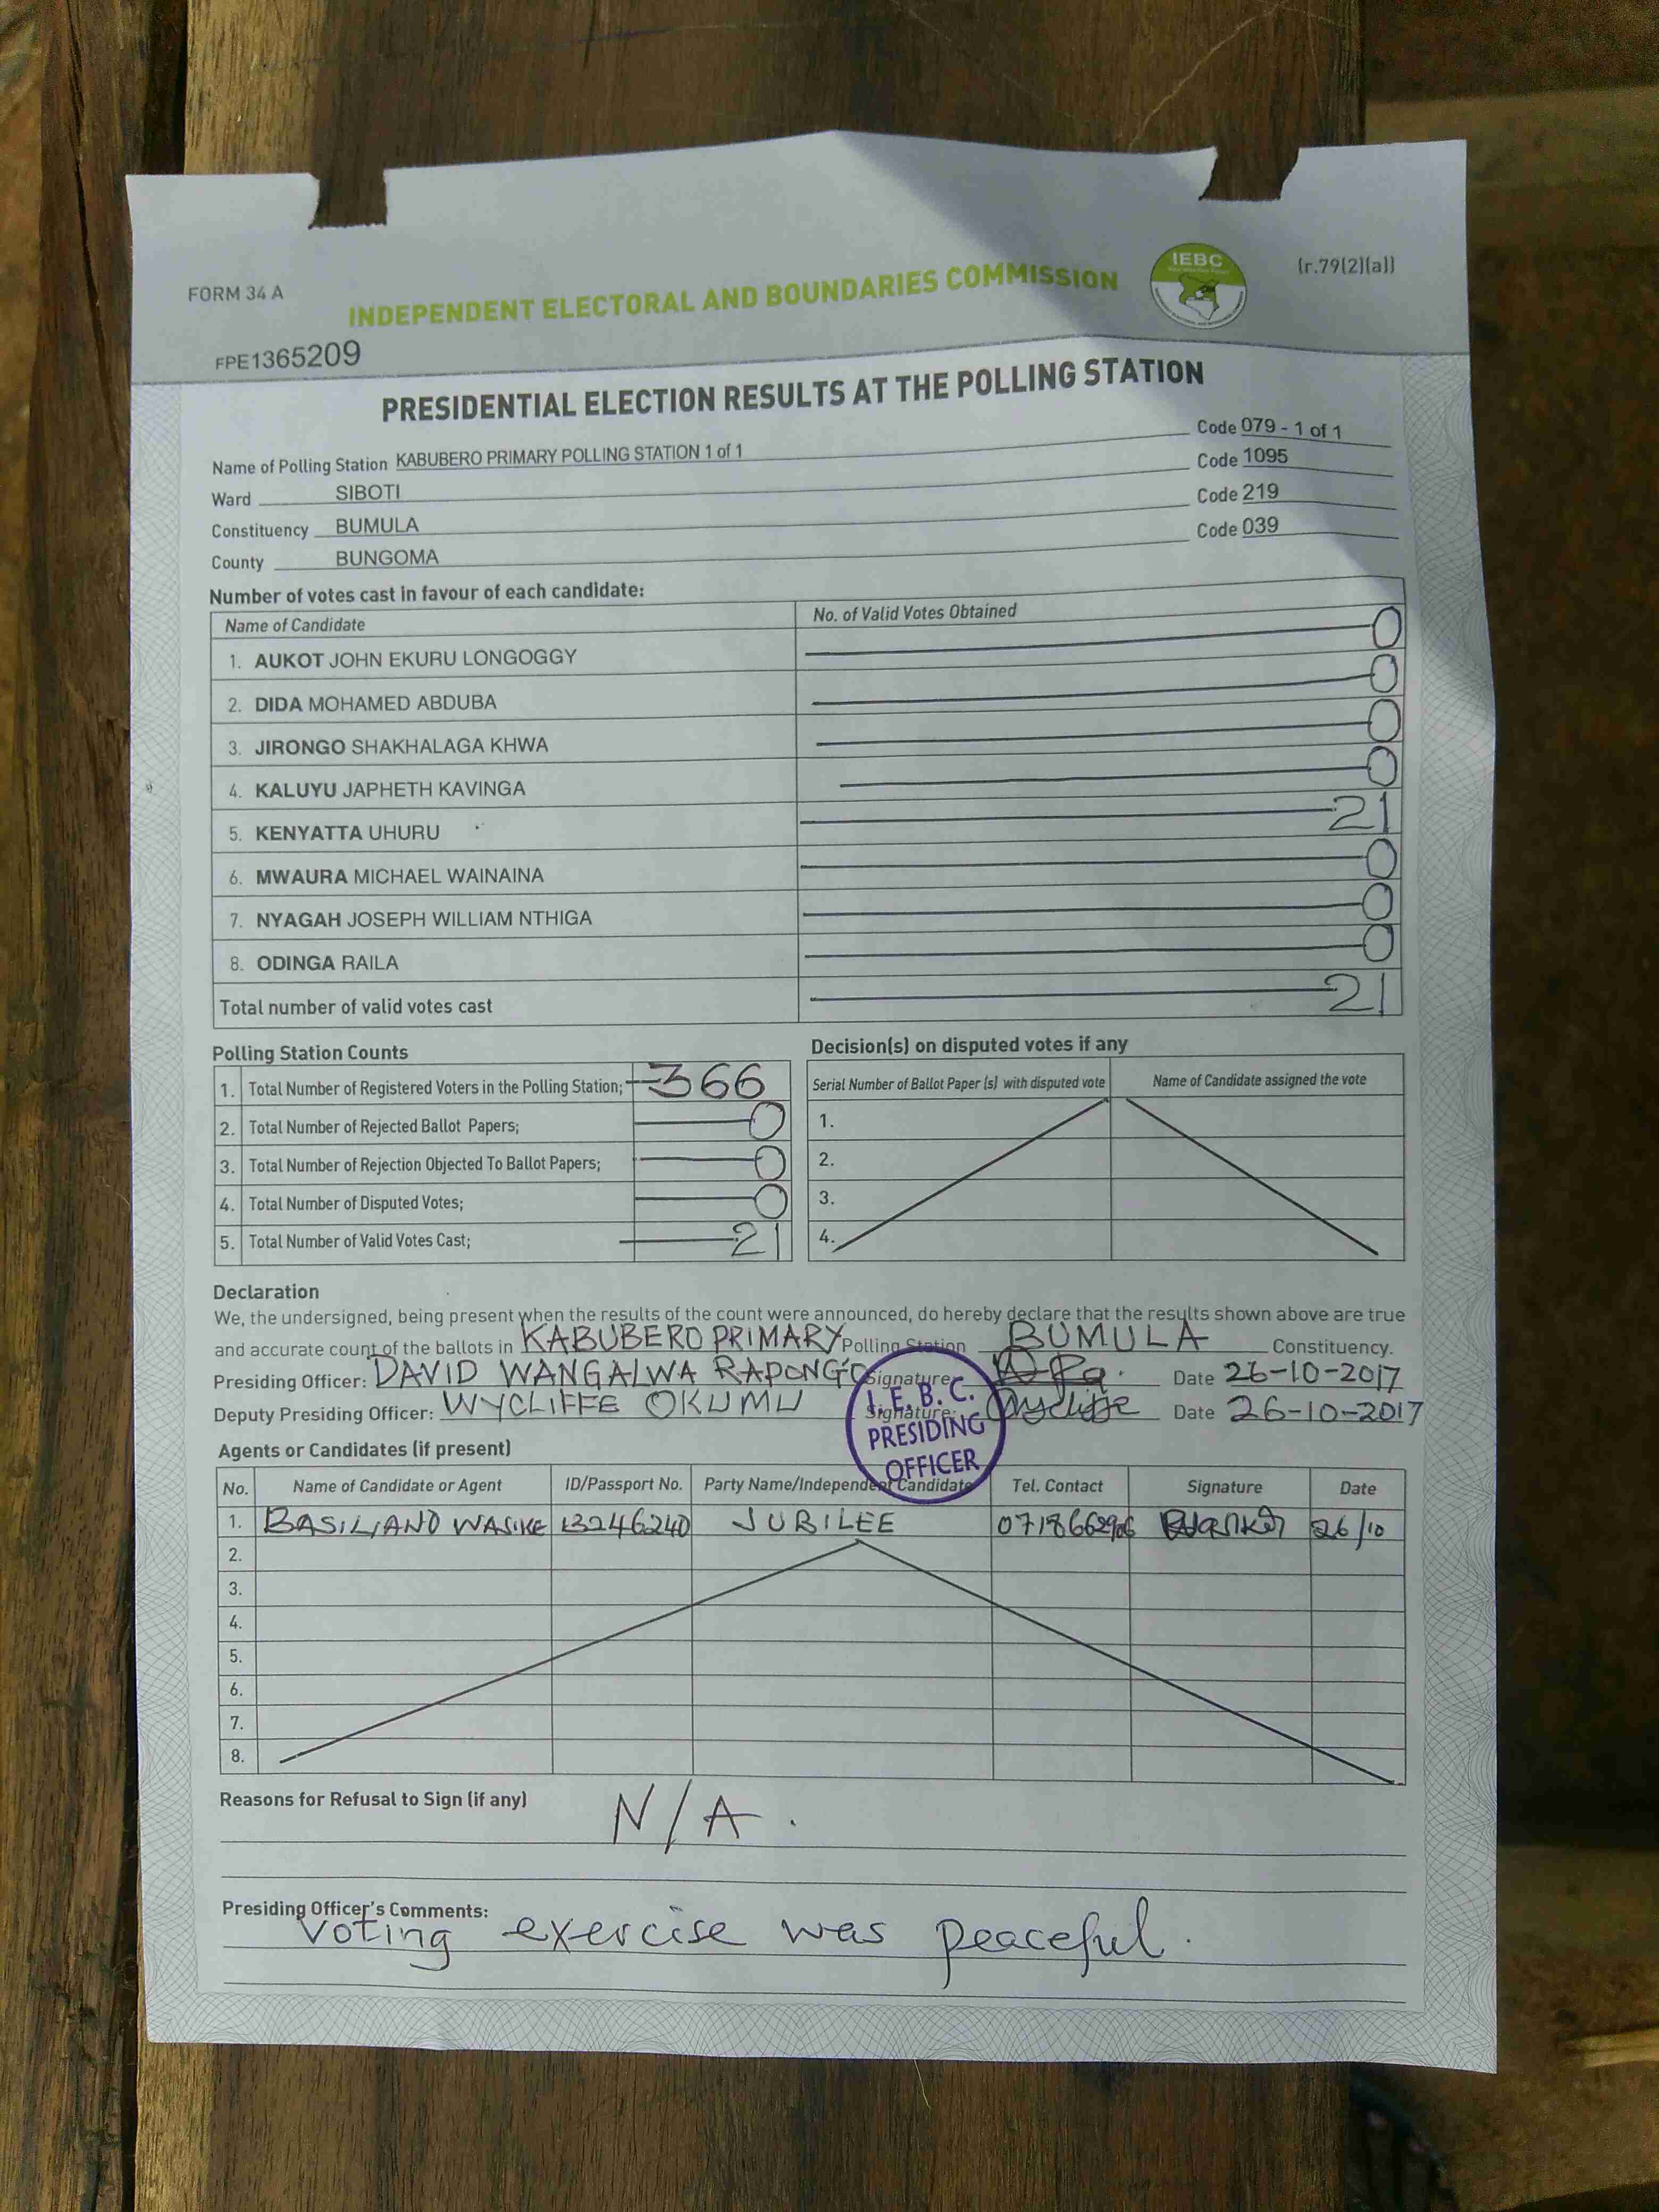 FORM 34 A
INDEPENDENT ELECTORAL AND BOUNDARIES COMMISSION
IEBC
(r.79(2)(a))
FPE1365209
PRESIDENTIAL ELECTION RESULTS AT THE POLLING STATION
Name of Polling Station KABUBERO PRIMARY POLLING STATION 1 of 1 Code 079 - 1 of 1
Ward SIBOTI Code 1095
Constituency BUMULA Code 219
County BUNGOMA Code 039
Number of votes cast in favour of each candidate:
Name of Candidate No. of Valid Votes Obtained
1. AUKOT JOHN EKURU LONGOGGY 0
2. DIDA MOHAMED ABDUBA 0
3. JIRONGO SHAKHALAGA KHWA 0
4. KALUYU JAPHETH KAVINGA 0
5. KENYATTA UHURU 21
6. MWAURA MICHAEL WAINAINA 0
7. NYAGAH JOSEPH WILLIAM NTHIGA 0
8. ODINGA RAILA 0
Total number of valid votes cast 21
Polling Station Counts
1. Total Number of Registered Voters in the Polling Station; 366
2. Total Number of Rejected Ballot Papers; 0
3. Total Number of Rejection Objected To Ballot Papers; 0
4. Total Number of Disputed Votes; 0
5. Total Number of Valid Votes Cast; 21
Decision(s) on disputed votes if any
Serial Number of Ballot Paper (s) with disputed vote Name of Candidate assigned the vote
1.
2.
3.
4.
Declaration
We, the undersigned, being present when the results of the count were announced, do hereby declare that the results shown above are true
and accurate count of the ballots in KABUBERO PRIMARY Polling Station BUMULA Constituency.
Presiding Officer: DAVID WANGALWA RAPONG'O Signature: Date 26-10-2017
Deputy Presiding Officer: WYCLIFFE OKUMU Signature: Wycliffe Date 26-10-2017
I.E.B.C.
PRESIDING
OFFICER
Agents or Candidates (if present)
No. Name of Candidate or Agent ID/Passport No. Party Name/Independent Candidate Tel. Contact Signature Date
1. BASILIANO WASIKE 13246240 JUBILEE 0718662906 26/10
2.
3.
4.
5.
6.
7.
8.
Reasons for Refusal to Sign (if any) N/A.
Presiding Officer's Comments:
Voting exercise was peaceful.